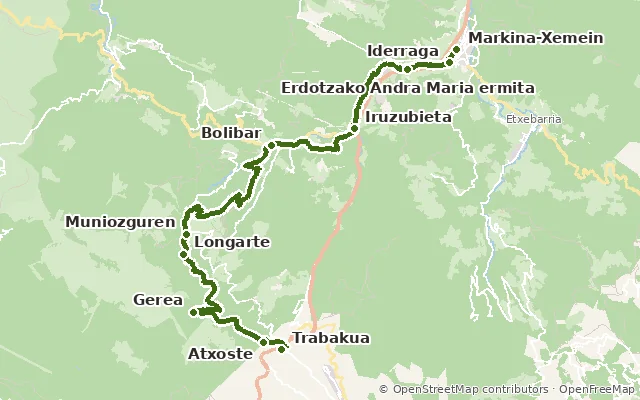 Markina-Xemein
Iderraga
Erdotzako Andra Maria ermita
Iruzubieta
Etxebarria
Bolibar
Muniozguren
Longarte
Gerea
Trabakua
Atxoste
© OpenStreetMap contributors - OpenFreeMap